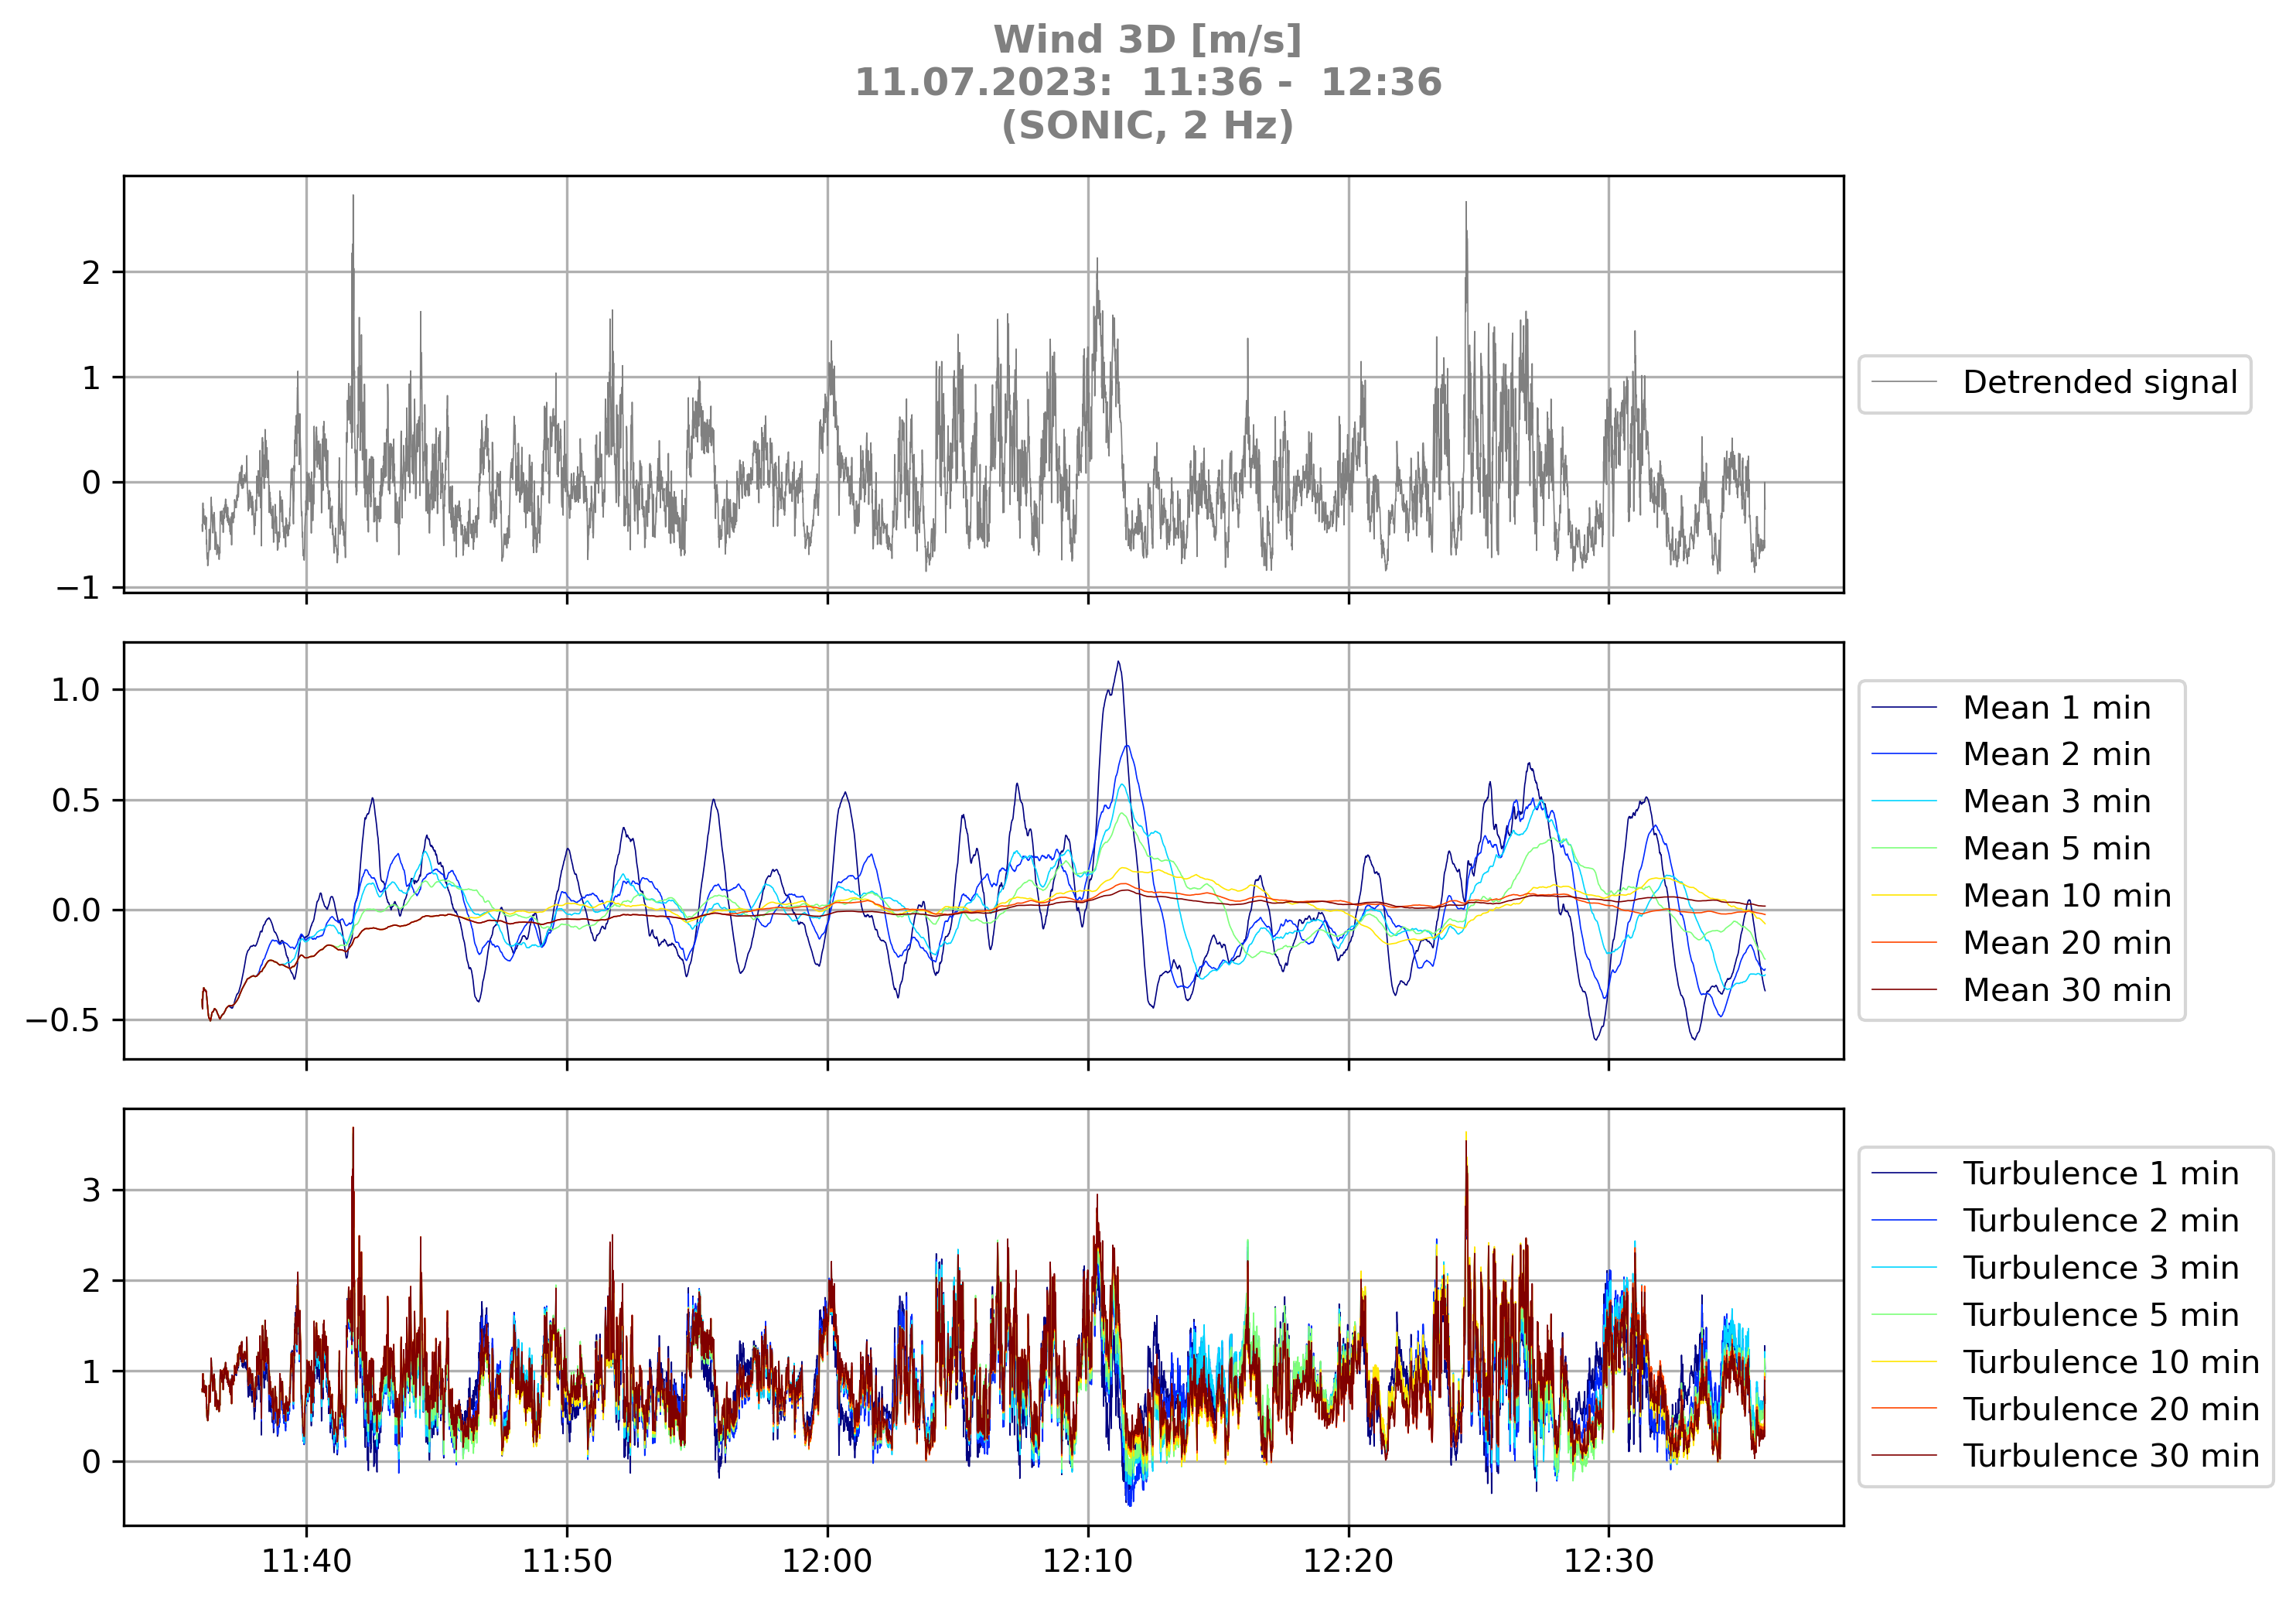 Wind 3D [m/s]
11.07.2023:  11:36 -  12:36
(SONIC, 2 Hz)
2
1
0
−1
Detrended signal
1.0
0.5
0.0
−0.5
Mean 1 min
Mean 2 min
Mean 3 min
Mean 5 min
Mean 10 min
Mean 20 min
Mean 30 min
3
2
1
0
Turbulence 1 min
Turbulence 2 min
Turbulence 3 min
Turbulence 5 min
Turbulence 10 min
Turbulence 20 min
Turbulence 30 min
11:40 11:50 12:00 12:10 12:20 12:30